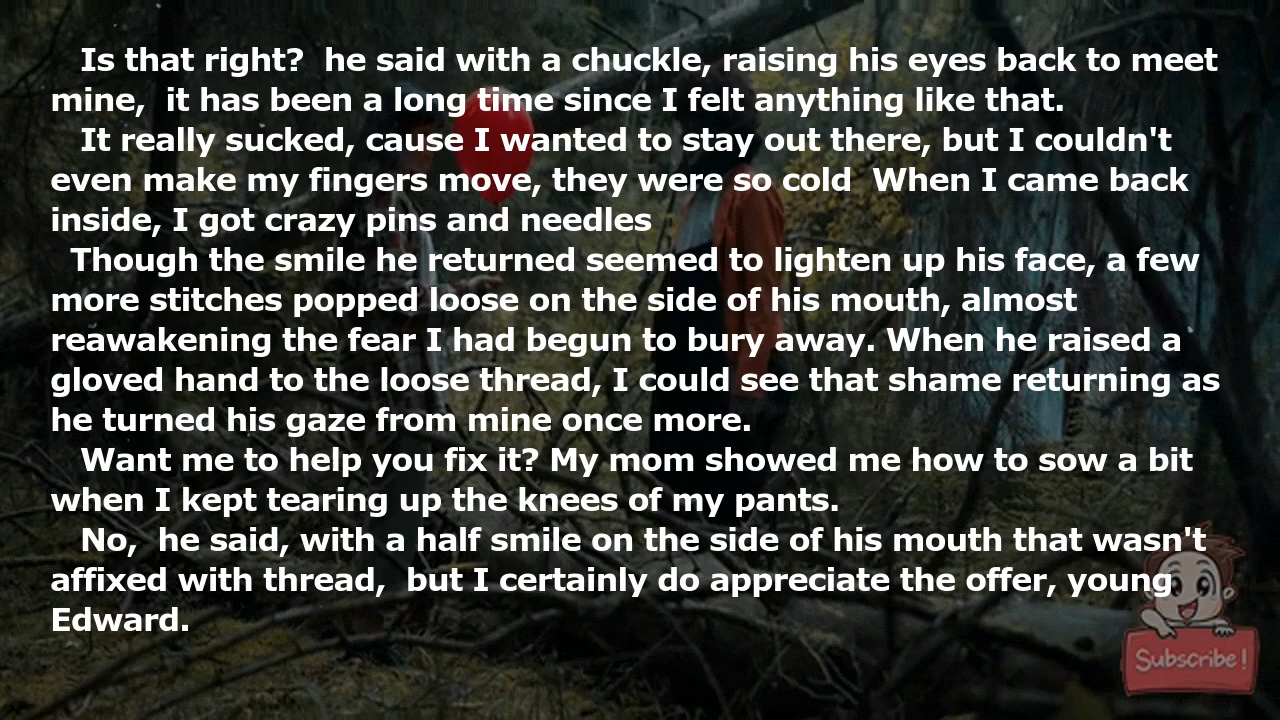 Is that right?  he said with a chuckle, raising his eyes back to meet
mine,  it has been a long time since I felt anything like that.
It really sucked, cause I wanted to stay out there, but I couldn't
even make my fingers move, they were so cold  When I came back
inside, I got crazy pins and needles
Though the smile he returned seemed to lighten up his face, a few
more stitches popped loose on the side of his mouth, almost
reawakening the fear I had begun to bury away. When he raised a
gloved hand to the loose thread, I could see that shame returning as
he turned his gaze from mine once more.
Want me to help you fix it? My mom showed me how to sow a bit
when I kept tearing up the knees of my pants.
No,  he said, with a half smile on the side of his mouth that wasn't
affixed with thread,  but I certainly do appreciate the offer, young
Edward.
Subscribe!